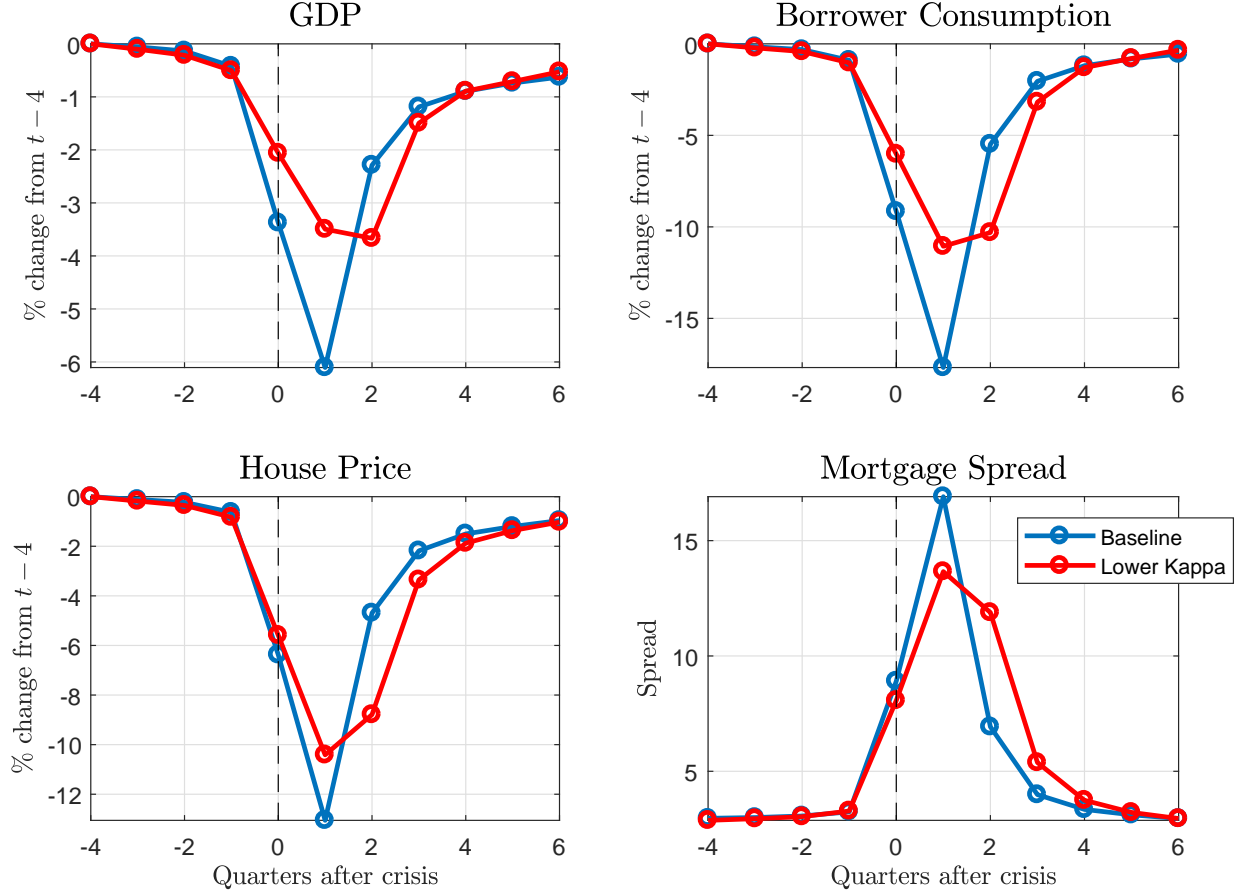 GDP
% change from t − 4
0
-1
-2
-3
-4
-5
-6
-4 -2 0 2 4 6
Borrower Consumption
% change from t − 4
0
-5
-10
-15
-4 -2 0 2 4 6
House Price
% change from t − 4
0
-2
-4
-6
-8
-10
-12
-4 -2 0 2 4 6
Quarters after crisis
Mortgage Spread
Spread
15
10
5
-4 -2 0 2 4 6
Quarters after crisis
Baseline
Lower Kappa